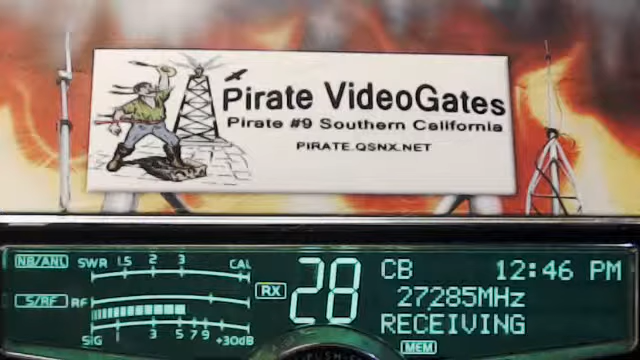 Pirate VideoGates
Pirate #9 Southern California
PIRATE.QSNX.NET
NB/ANL SWR 1.5 2 3 CAL
S/RF RF
SIG 3 5 7 9 +30dB
RX 28
CB 12:46 PM
27285MHz
RECEIVING
MEM